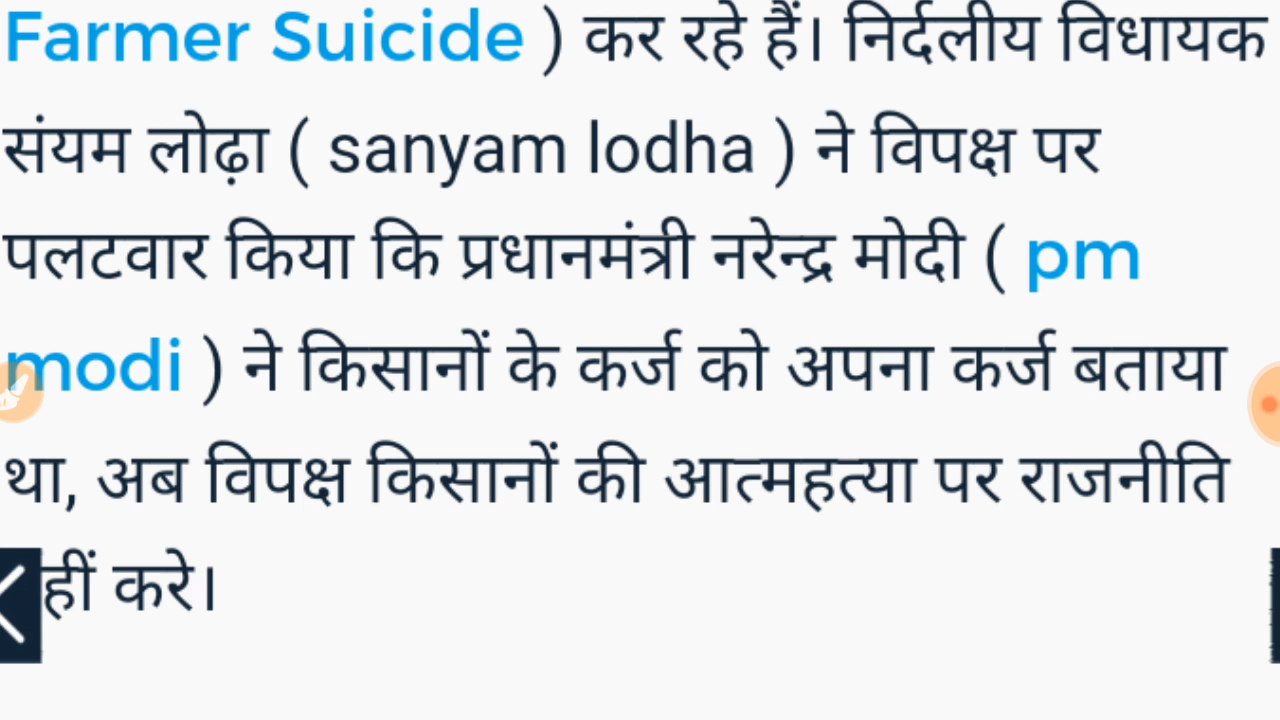 Farmer Suicide ) कर रहे हैं। निर्दलीय विधायक
संयम लोढ़ा ( sanyam lodha ) ने विपक्ष पर
पलटवार किया कि प्रधानमंत्री नरेन्द्र मोदी ( pm
modi ) ने किसानों के कर्ज को अपना कर्ज बताया
था, अब विपक्ष किसानों की आत्महत्या पर राजनीति
हीं करे।